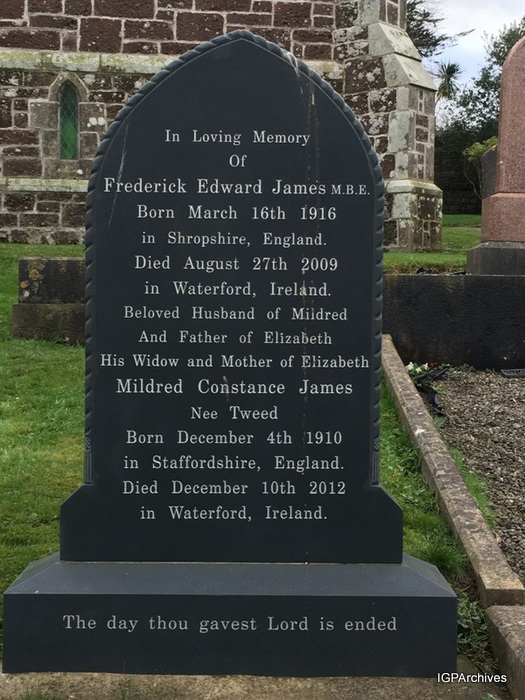 In Loving Memory
Of
Frederick Edward James M.B.E.
Born March 16th 1916
in Shropshire, England.
Died August 27th 2009
in Waterford, Ireland.
Beloved Husband of Mildred
And Father of Elizabeth
His Widow and Mother of Elizabeth
Mildred Constance James
Nee Tweed
Born December 4th 1910
in Staffordshire, England.
Died December 10th 2012
in Waterford, Ireland.
The day thou gavest Lord is ended
IGPArchives